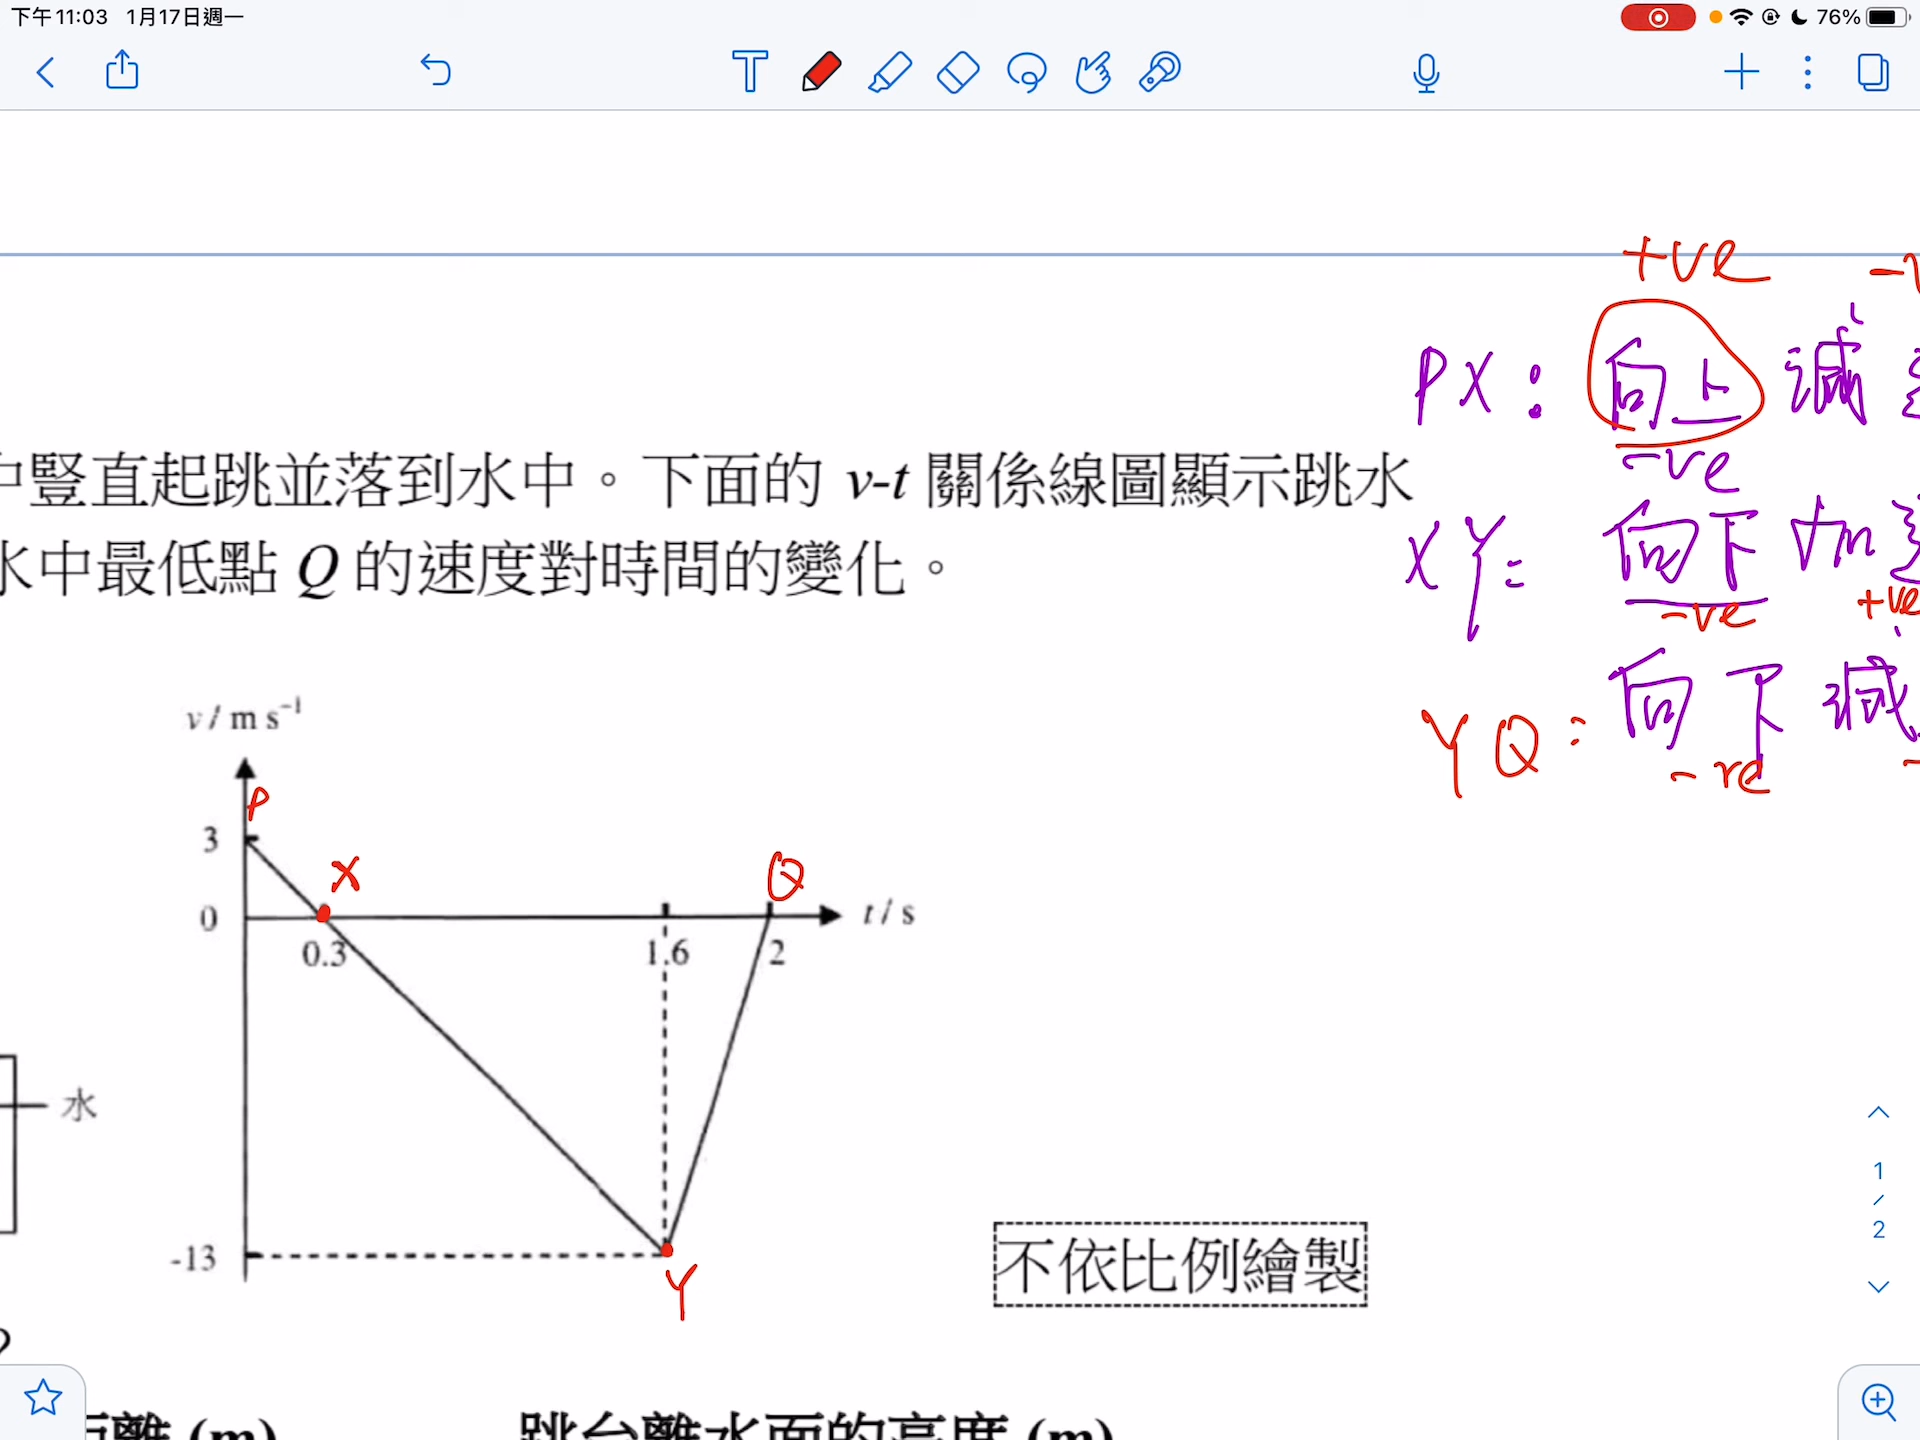 下午11:03 1月17日週一
76%
+ve
PX: 向上 減
-ve
中豎直起跳並落到水中。下面的 v-t 關係線圖顯示跳水
XY= 向下 加
-ve +ve
水中最低點 Q 的速度對時間的變化。
YQ: 向下 減
-ve
v / m s⁻¹
P
3
X
Q
0
t / s
0.3
1.6
2
水
-13
Y
不依比例繪製
1
/
2
距離 (m) 跳台離水面的高度 (m)